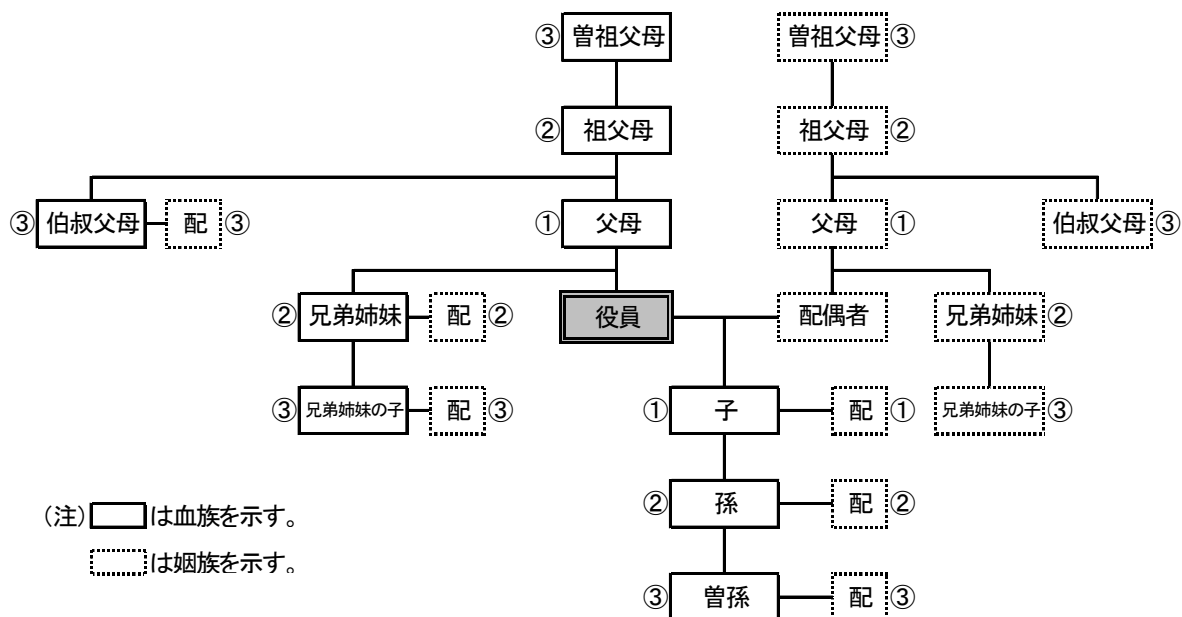 ③ 曽祖父母 曽祖父母 ③
② 祖父母 祖父母 ②
③ 伯叔父母 配 ③ ① 父母 父母 ① 伯叔父母 ③
② 兄弟姉妹 配 ② 役員 配偶者 兄弟姉妹 ②
③ 兄弟姉妹の子 配 ③ ① 子 配 ① 兄弟姉妹の子 ③
② 孫 配 ②
(注) は血族を示す。
は姻族を示す。
③ 曽孫 配 ③